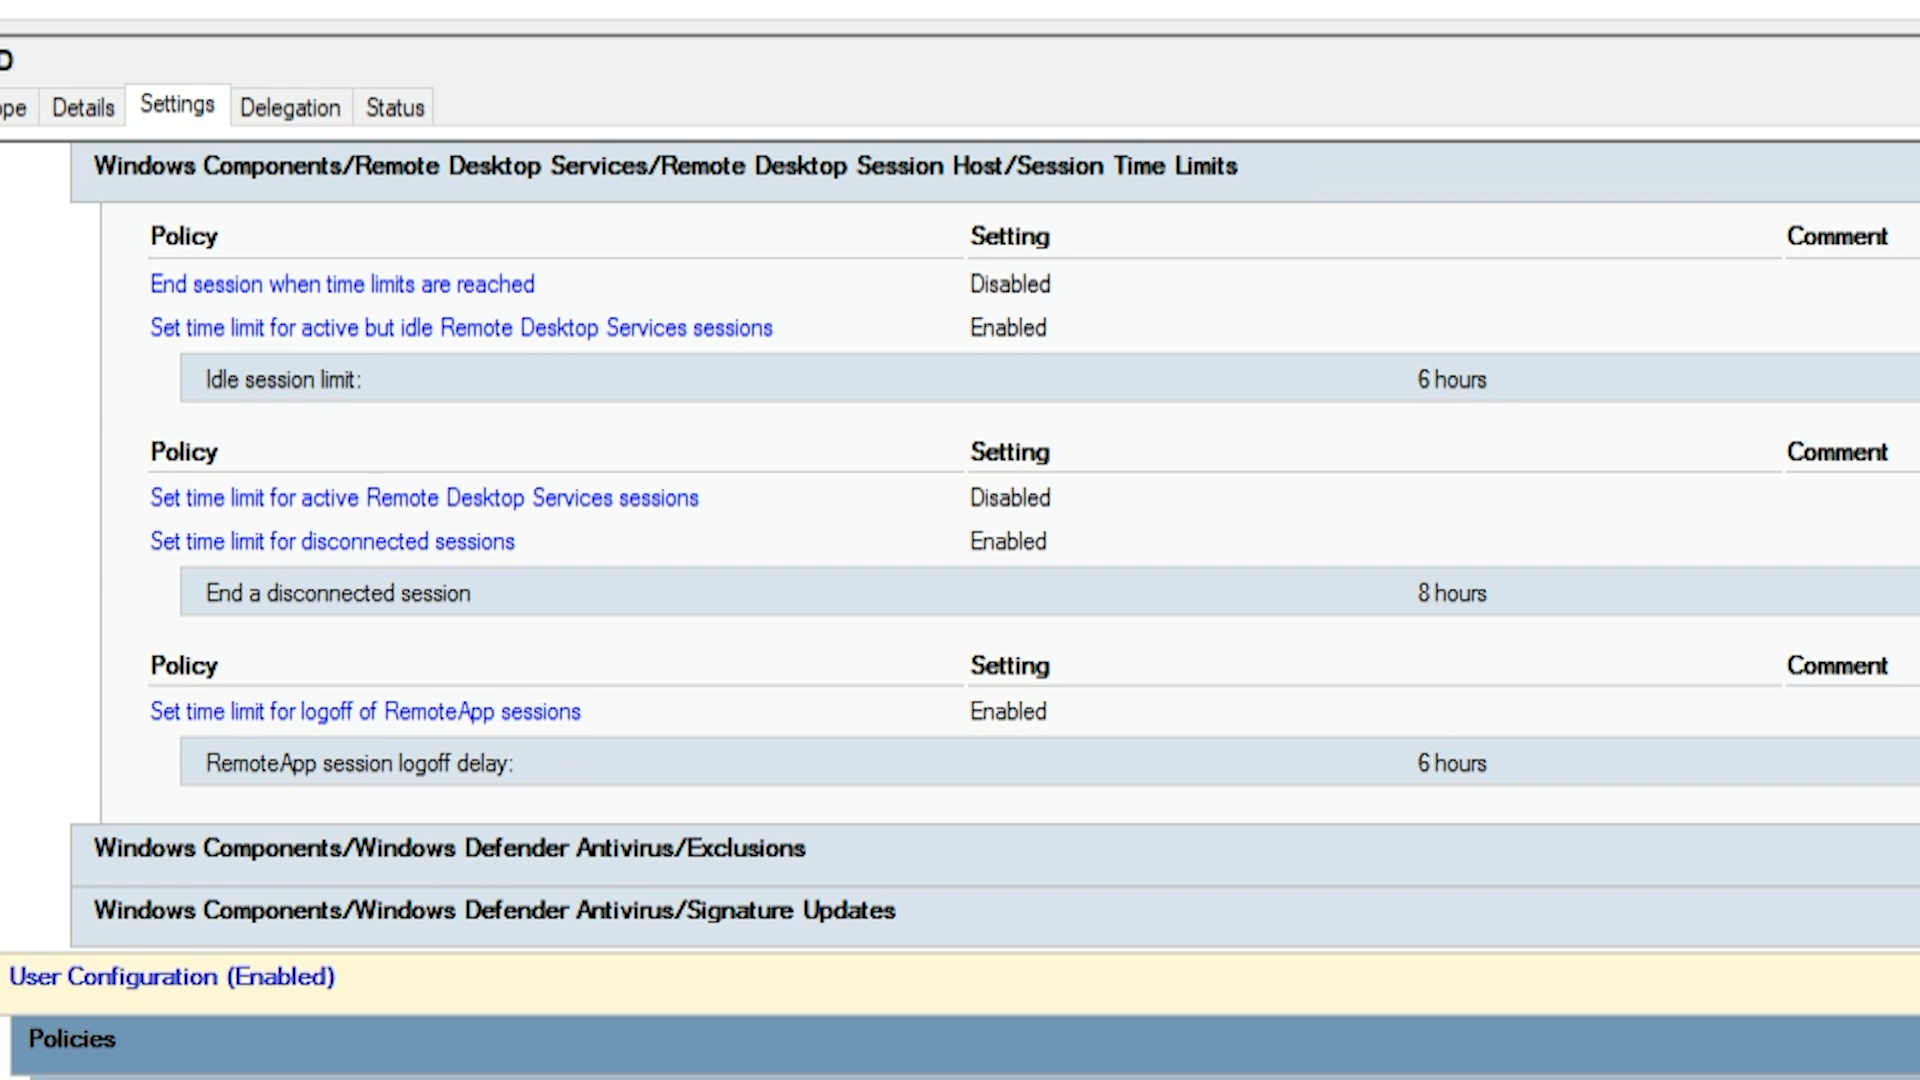 D
ope Details Settings Delegation Status
Windows Components/Remote Desktop Services/Remote Desktop Session Host/Session Time Limits
Policy Setting Comment
End session when time limits are reached Disabled
Set time limit for active but idle Remote Desktop Services sessions Enabled
Idle session limit: 6 hours
Policy Setting Comment
Set time limit for active Remote Desktop Services sessions Disabled
Set time limit for disconnected sessions Enabled
End a disconnected session 8 hours
Policy Setting Comment
Set time limit for logoff of RemoteApp sessions Enabled
RemoteApp session logoff delay: 6 hours
Windows Components/Windows Defender Antivirus/Exclusions
Windows Components/Windows Defender Antivirus/Signature Updates
User Configuration (Enabled)
Policies